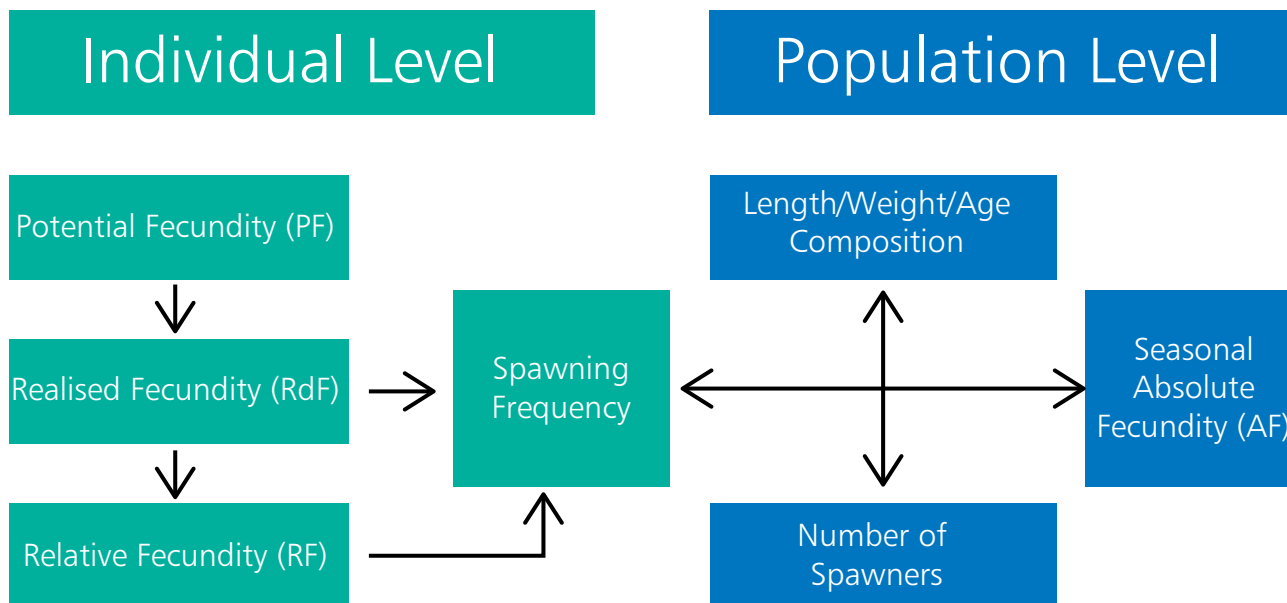 Individual Level
Population Level
Potential Fecundity (PF)
Realised Fecundity (RdF)
Relative Fecundity (RF)
Spawning
Frequency
Length/Weight/Age
Composition
Number of
Spawners
Seasonal
Absolute
Fecundity (AF)